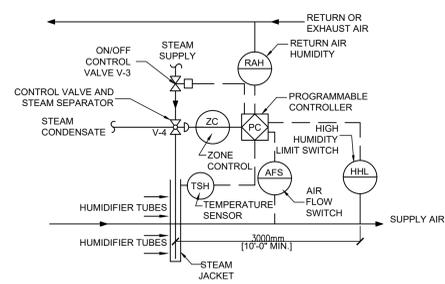 RETURN OR
EXHAUST AIR
ON/OFF
CONTROL
VALVE V-3
STEAM
SUPPLY
RAH
RETURN AIR
HUMIDITY
CONTROL VALVE AND
STEAM SEPARATOR
PROGRAMMABLE
CONTROLLER
STEAM
CONDENSATE
V-4
ZC
PC
HIGH
HUMIDITY
LIMIT SWITCH
ZONE
CONTROL
TSH
AFS
HHL
HUMIDIFIER TUBES
TEMPERATURE
SENSOR
AIR
FLOW
SWITCH
SUPPLY AIR
HUMIDIFIER TUBES
3000mm
[10'-0" MIN.]
STEAM
JACKET